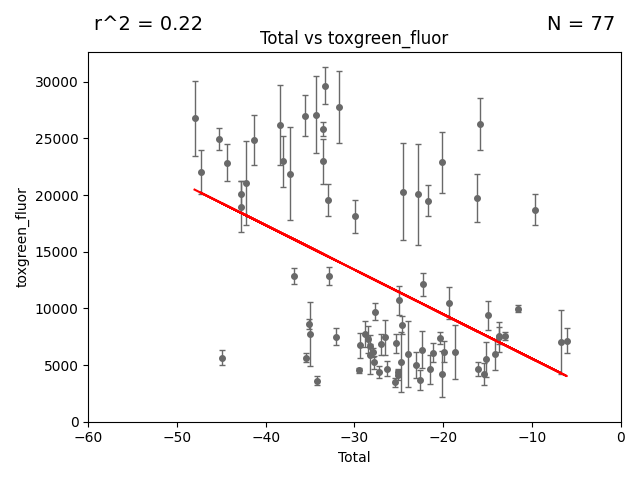 r^2 = 0.22
N = 77
Total vs toxgreen_fluor
toxgreen_fluor
30000
25000
20000
15000
10000
5000
0
−60
−50
−40
−30
−20
−10
0
Total